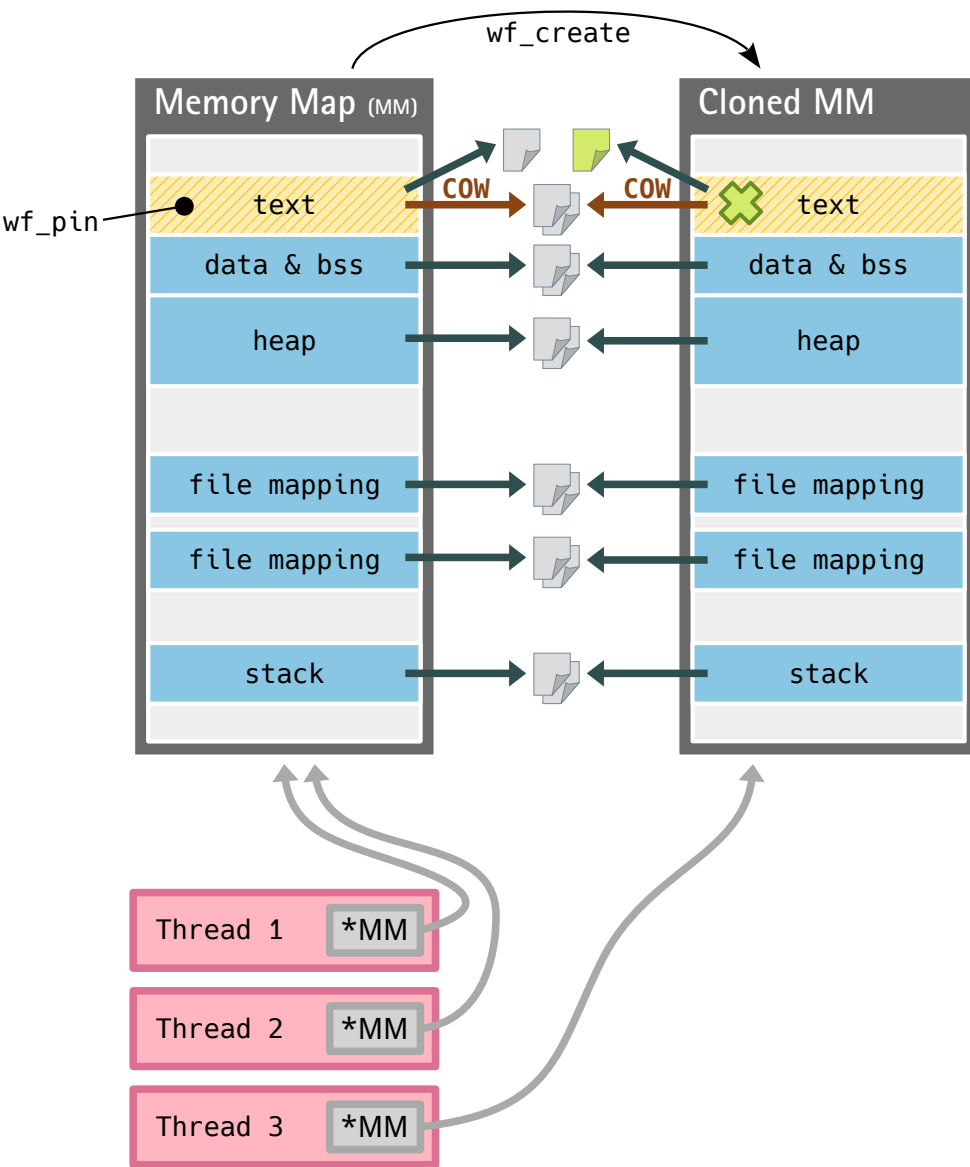 wf_create
Memory Map (MM)
Cloned MM
COW
COW
wf_pin
text
text
data & bss
data & bss
heap
heap
file mapping
file mapping
file mapping
file mapping
stack
stack
Thread 1
*MM
Thread 2
*MM
Thread 3
*MM